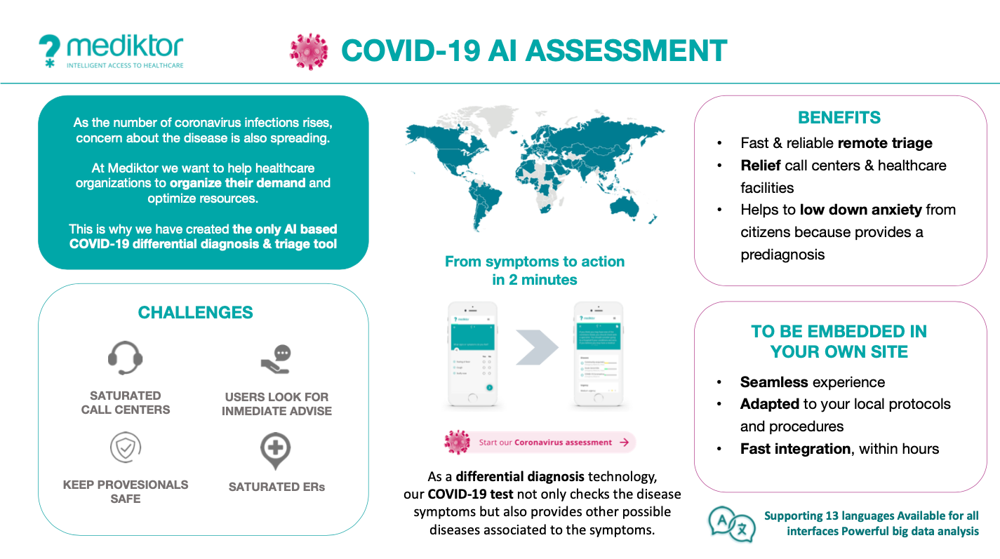 mediktor
INTELLIGENT ACCESS TO HEALTHCARE
COVID-19 AI ASSESSMENT
As the number of coronavirus infections rises,
concern about the disease is also spreading.
At Mediktor we want to help healthcare
organizations to organize their demand and
optimize resources.
This is why we have created the only AI based
COVID-19 differential diagnosis & triage tool
CHALLENGES
SATURATED
CALL CENTERS
USERS LOOK FOR
INMEDIATE ADVISE
KEEP PROVESIONALS
SAFE
SATURATED ERs
From symptoms to action
in 2 minutes
mediktor
mediktor
Start our Coronavirus assessment
As a differential diagnosis technology,
our COVID-19 test not only checks the disease
symptoms but also provides other possible
diseases associated to the symptoms.
BENEFITS
• Fast & reliable remote triage
• Relief call centers & healthcare
facilities
• Helps to low down anxiety from
citizens because provides a
prediagnosis
TO BE EMBEDDED IN
YOUR OWN SITE
• Seamless experience
• Adapted to your local protocols
and procedures
• Fast integration, within hours
A 文
Supporting 13 languages Available for all
interfaces Powerful big data analysis